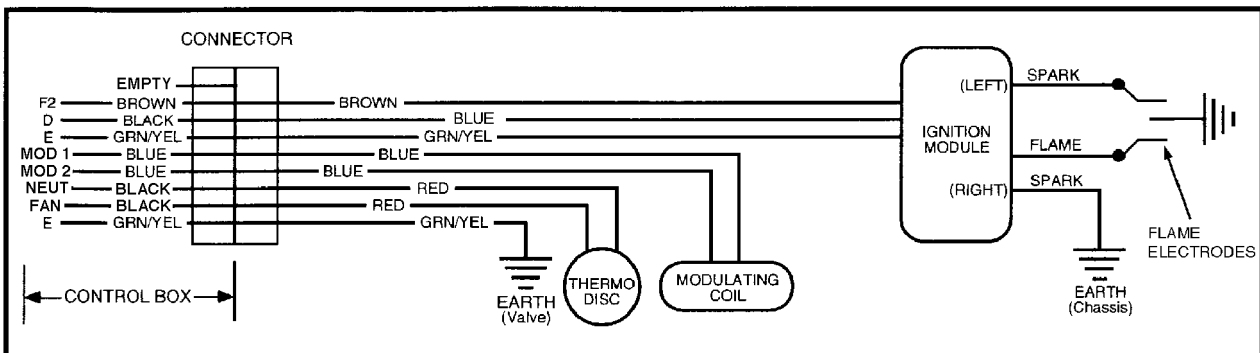 CONNECTOR
EMPTY
F2 BROWN BROWN
D BLACK BLUE
E GRN/YEL GRN/YEL
MOD 1 BLUE BLUE
MOD 2 BLUE BLUE
NEUT BLACK RED
FAN BLACK RED
E GRN/YEL GRN/YEL
CONTROL BOX
EARTH
(Valve)
THERMO
DISC
MODULATING
COIL
(LEFT) SPARK
IGNITION
MODULE
FLAME
(RIGHT) SPARK
FLAME
ELECTRODES
EARTH
(Chassis)